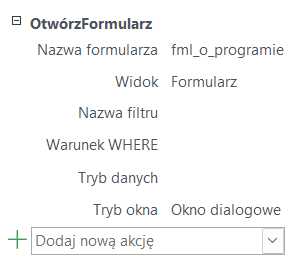 OtwórzFormularz
Nazwa formularza fml_o_programie
Widok Formularz
Nazwa filtru
Warunek WHERE
Tryb danych
Tryb okna Okno dialogowe
Dodaj nową akcję